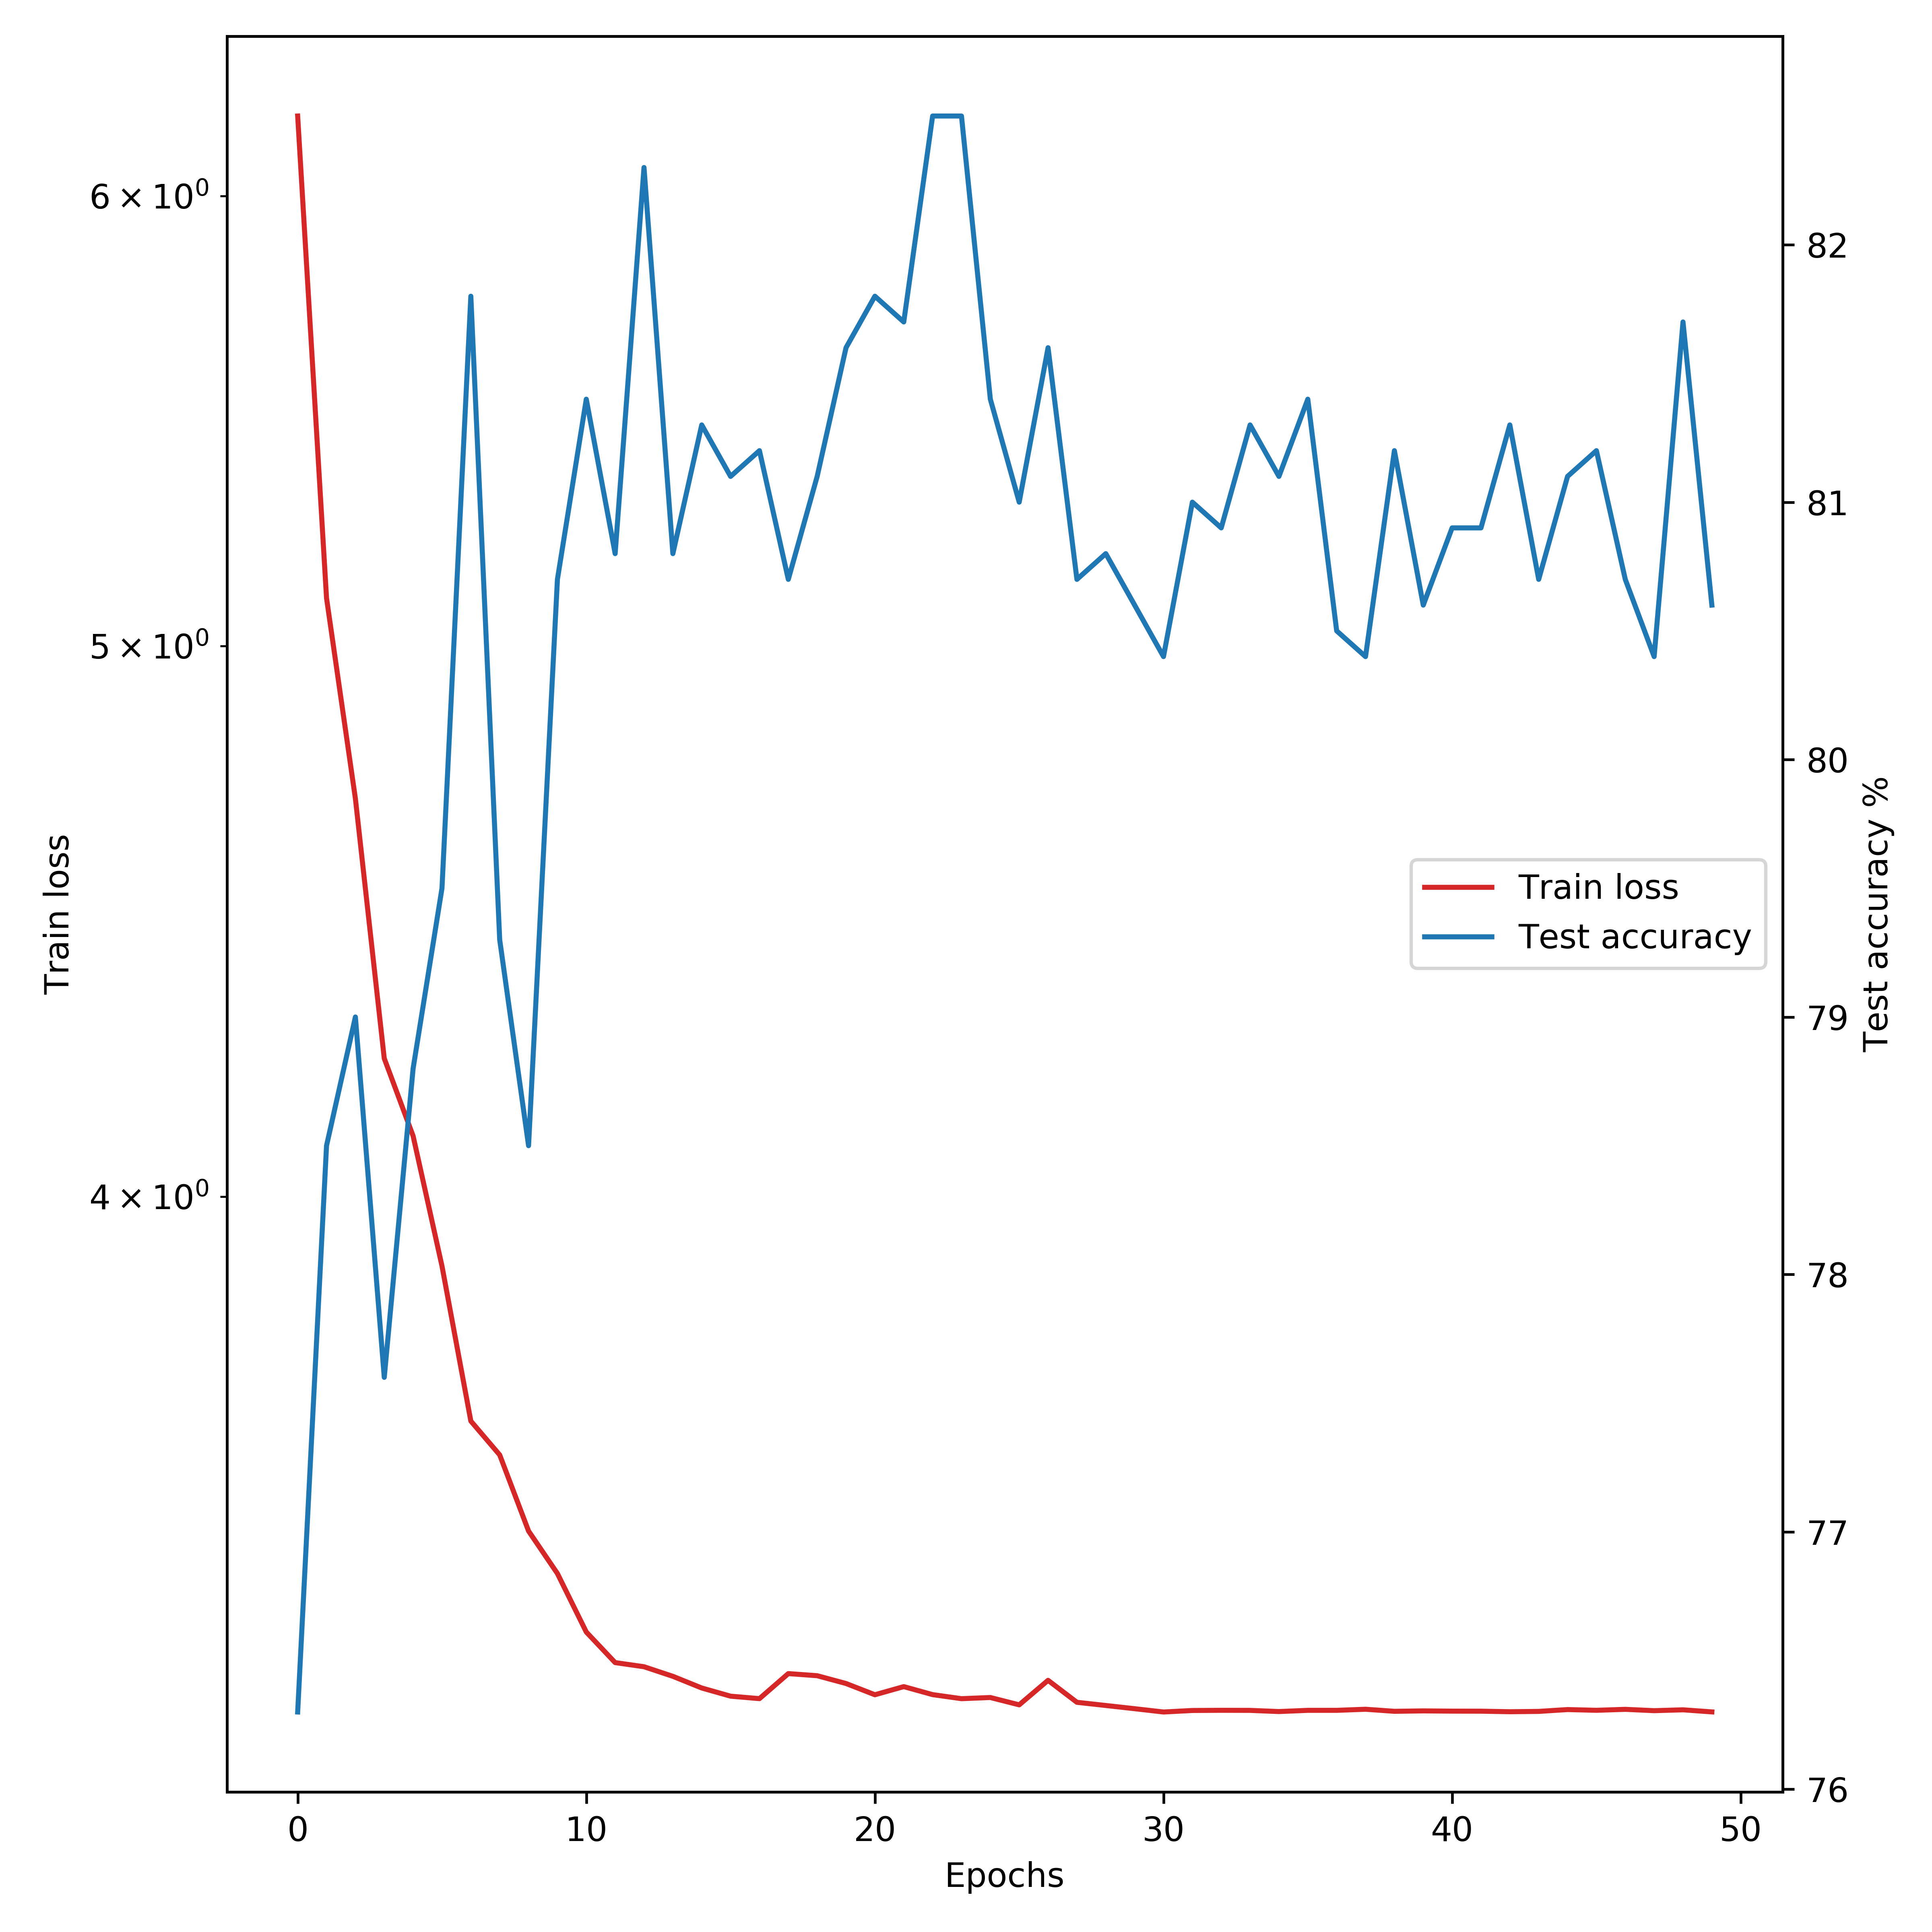 6 × 10⁰
5 × 10⁰
4 × 10⁰
Train loss
82
81
80
79
78
77
76
Test accuracy %
Train loss
Test accuracy
0 10 20 30 40 50
Epochs